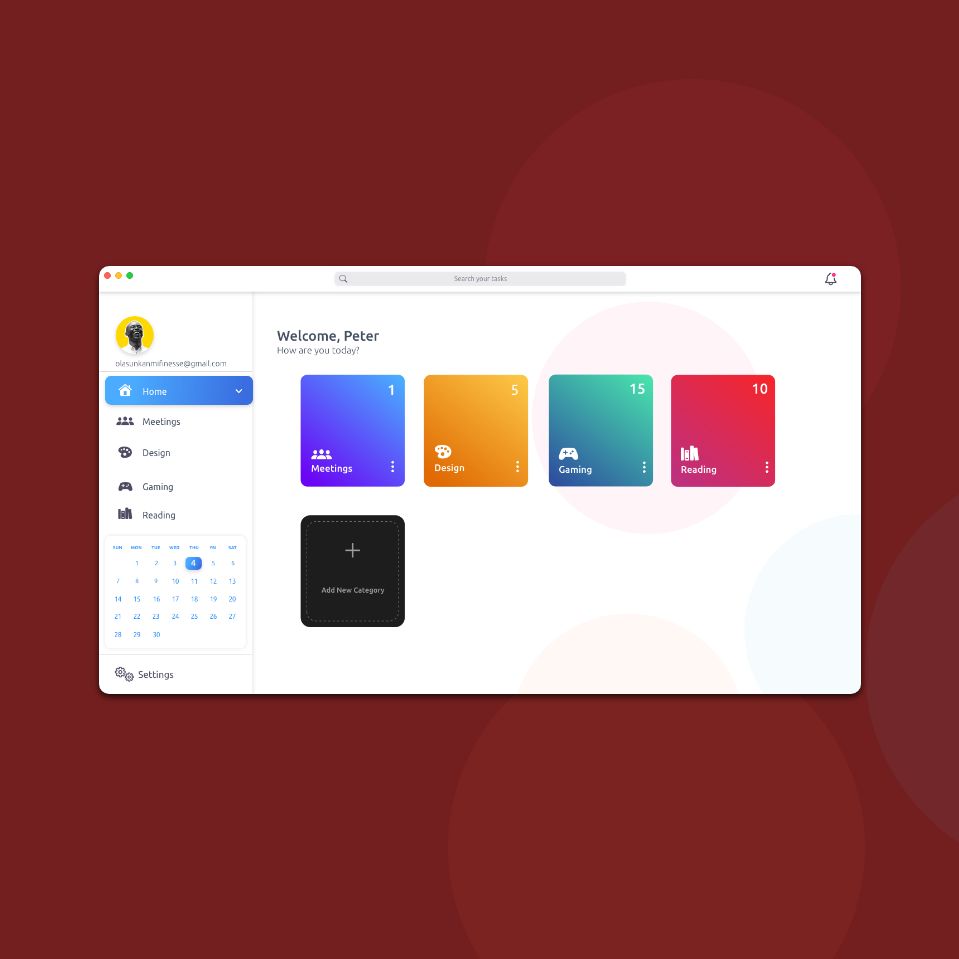 Search your tasks
olasunkanmifinesse@gmail.com
Home
Meetings
Design
Gaming
Reading
SUN MON TUE WED THU FRI SAT
1 2 3 4 5 6
7 8 9 10 11 12 13
14 15 16 17 18 19 20
21 22 23 24 25 26 27
28 29 30
Settings
Welcome, Peter
How are you today?
1
Meetings
5
Design
15
Gaming
10
Reading
Add New Category